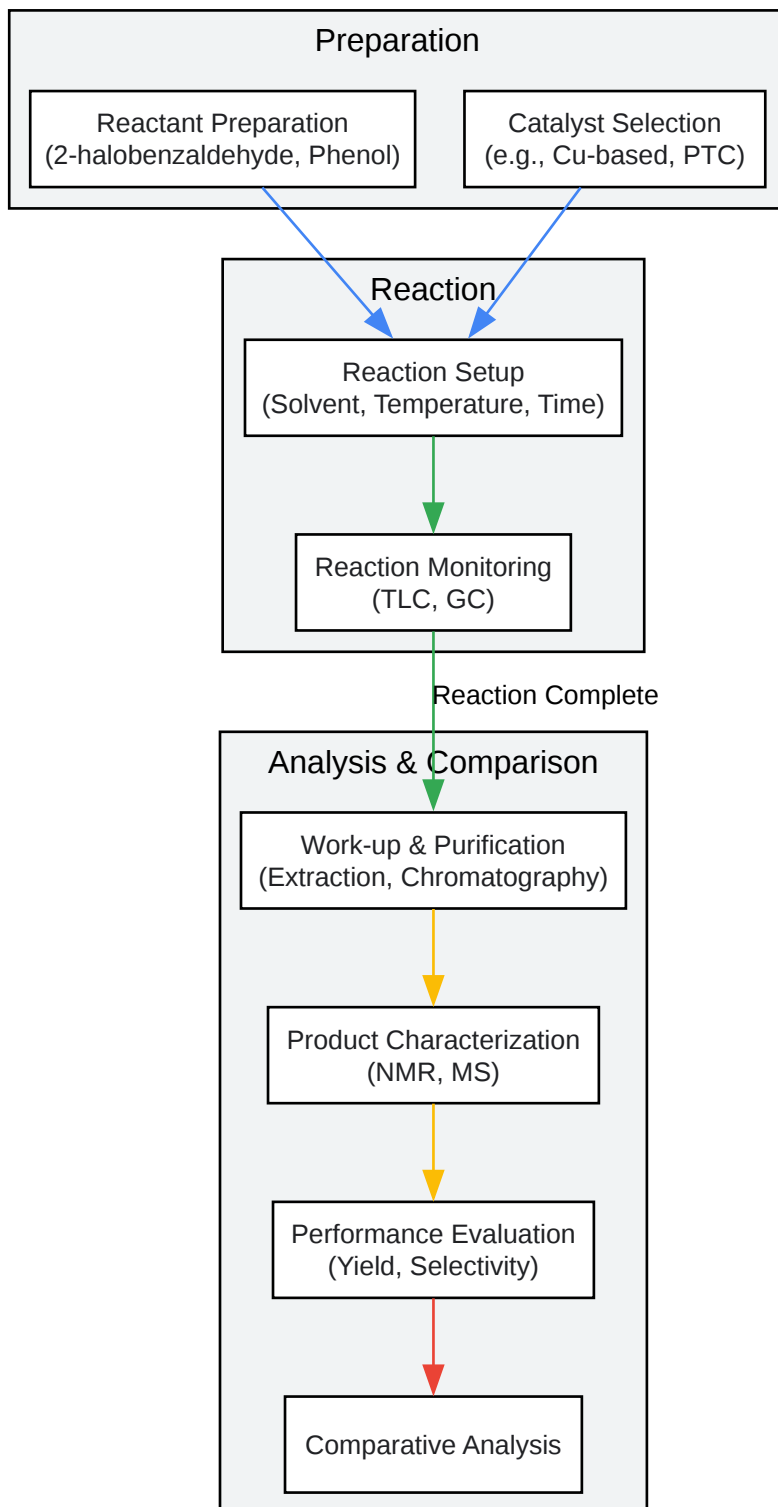 Preparation
Reactant Preparation
(2-halobenzaldehyde, Phenol)
Catalyst Selection
(e.g., Cu-based, PTC)
Reaction
Reaction Setup
(Solvent, Temperature, Time)
Reaction Monitoring
(TLC, GC)
Reaction Complete
Analysis & Comparison
Work-up & Purification
(Extraction, Chromatography)
Product Characterization
(NMR, MS)
Performance Evaluation
(Yield, Selectivity)
Comparative Analysis